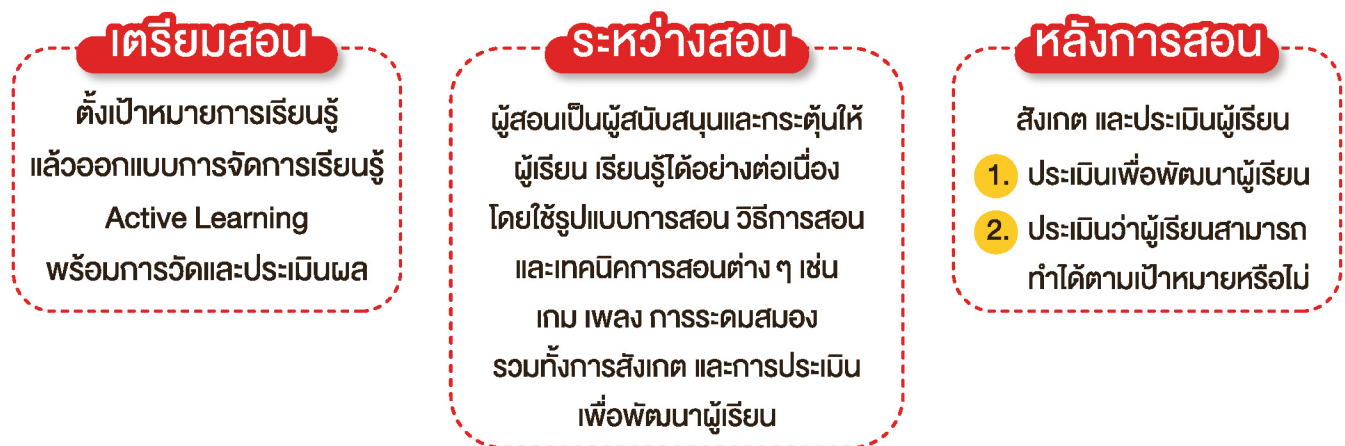 เตรียมสอน
ตั้งเป้าหมายการเรียนรู้
แล้วออกแบบการจัดการเรียนรู้
Active Learning
พร้อมการวัดและประเมินผล
ระหว่างสอน
ผู้สอนเป็นผู้สนับสนุนและกระตุ้นให้
ผู้เรียน เรียนรู้ได้อย่างต่อเนื่อง
โดยใช้รูปแบบการสอน วิธีการสอน
และเทคนิคการสอนต่าง ๆ เช่น
เกม เพลง การระดมสมอง
รวมทั้งการสังเกต และการประเมิน
เพื่อพัฒนาผู้เรียน
หลังการสอน
สังเกต และประเมินผู้เรียน
1. ประเมินเพื่อพัฒนาผู้เรียน
2. ประเมินว่าผู้เรียนสามารถ
ทำได้ตามเป้าหมายหรือไม่